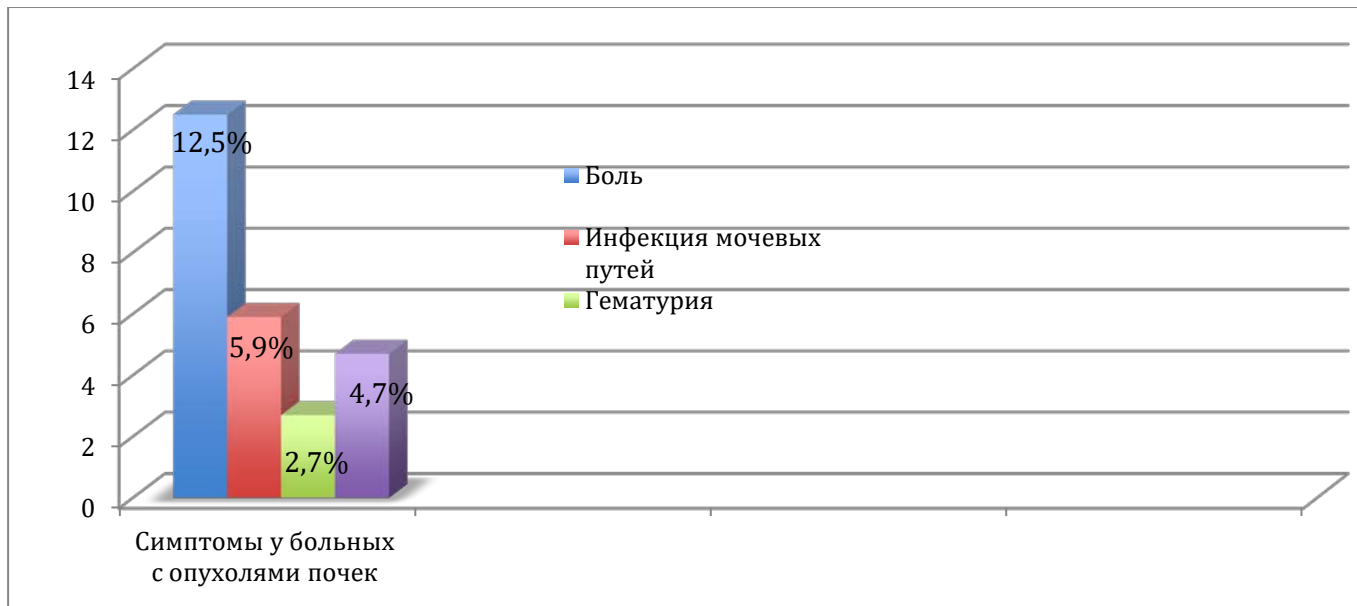 14
12
10
8
6
4
2
0
12,5%
5,9%
2,7%
4,7%
Боль
Инфекция мочевых
путей
Гематурия
Симптомы у больных
с опухолями почек